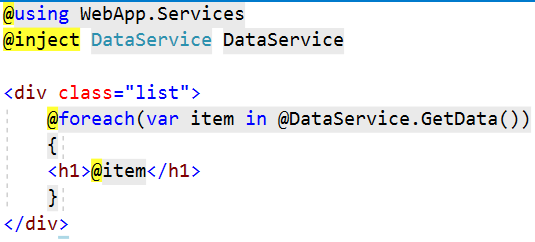 @using WebApp.Services
@inject DataService DataService
<div class="list">
@foreach(var item in @DataService.GetData())
{
<h1>@item</h1>
}
</div>